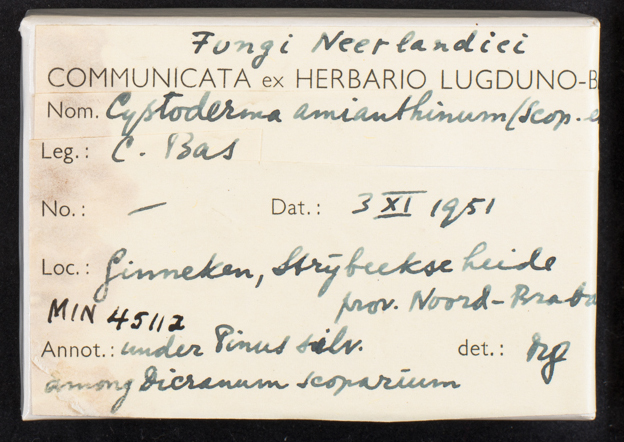 Fungi Neerlandici
COMMUNICATA ex HERBARIO LUGDUNO-B
Nom. Cystoderma amianthinum (Scop. e
Leg.: C. Bas
No.: — Dat.: 3 XI 1951
Loc.: Ginneken, Strijbeekse heide
prov. Noord-Braba
MIN 45112
Annot.: under Pinus silv. det.:
among Dicranum scoparium